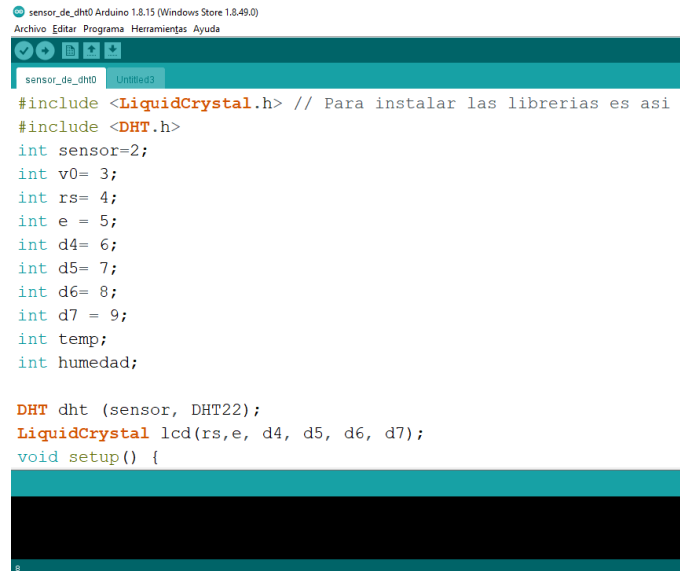 sensor_de_dht0 Arduino 1.8.15 (Windows Store 1.8.49.0)
Archivo Editar Programa Herramientas Ayuda
sensor_de_dht0 Untitled3
#include <LiquidCrystal.h> // Para instalar las librerias es asi
#include <DHT.h>
int sensor=2;
int v0= 3;
int rs= 4;
int e = 5;
int d4= 6;
int d5= 7;
int d6= 8;
int d7 = 9;
int temp;
int humedad;
DHT dht (sensor, DHT22);
LiquidCrystal lcd(rs,e, d4, d5, d6, d7);
void setup() {
8